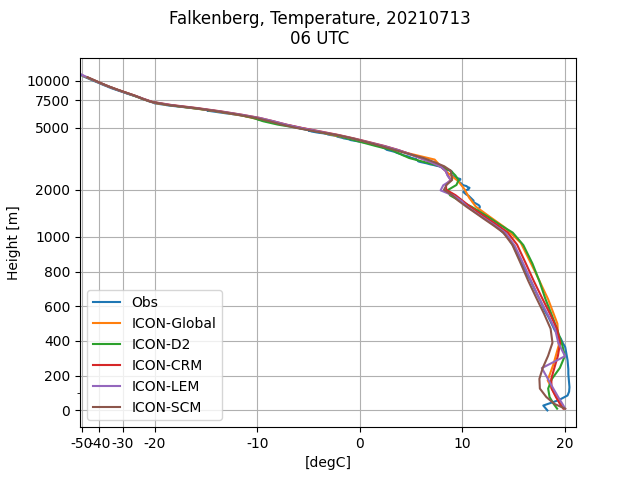 Falkenberg, Temperature, 20210713
06 UTC
Height [m]
10000
7500
5000
2000
1000
800
600
400
200
0
Obs
ICON-Global
ICON-D2
ICON-CRM
ICON-LEM
ICON-SCM
-50 -40 -30 -20 -10 0 10 20
[degC]